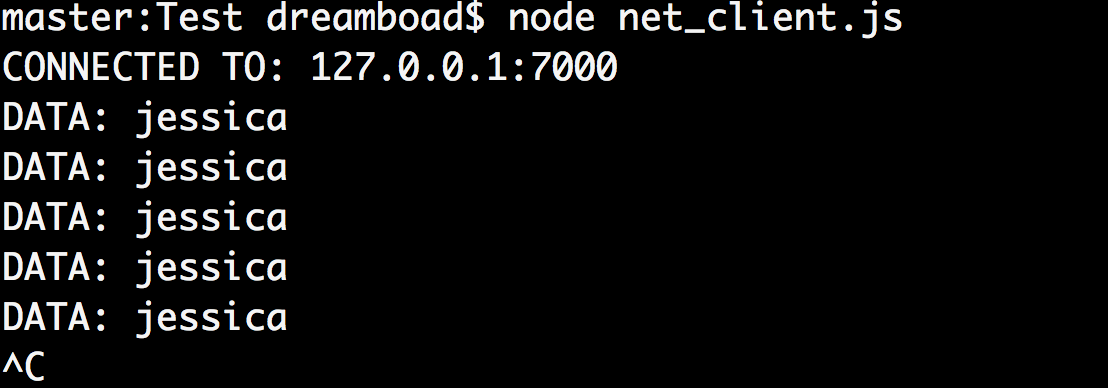 master:Test dreamboad$ node net_client.js
CONNECTED TO: 127.0.0.1:7000
DATA: jessica
DATA: jessica
DATA: jessica
DATA: jessica
DATA: jessica
^C